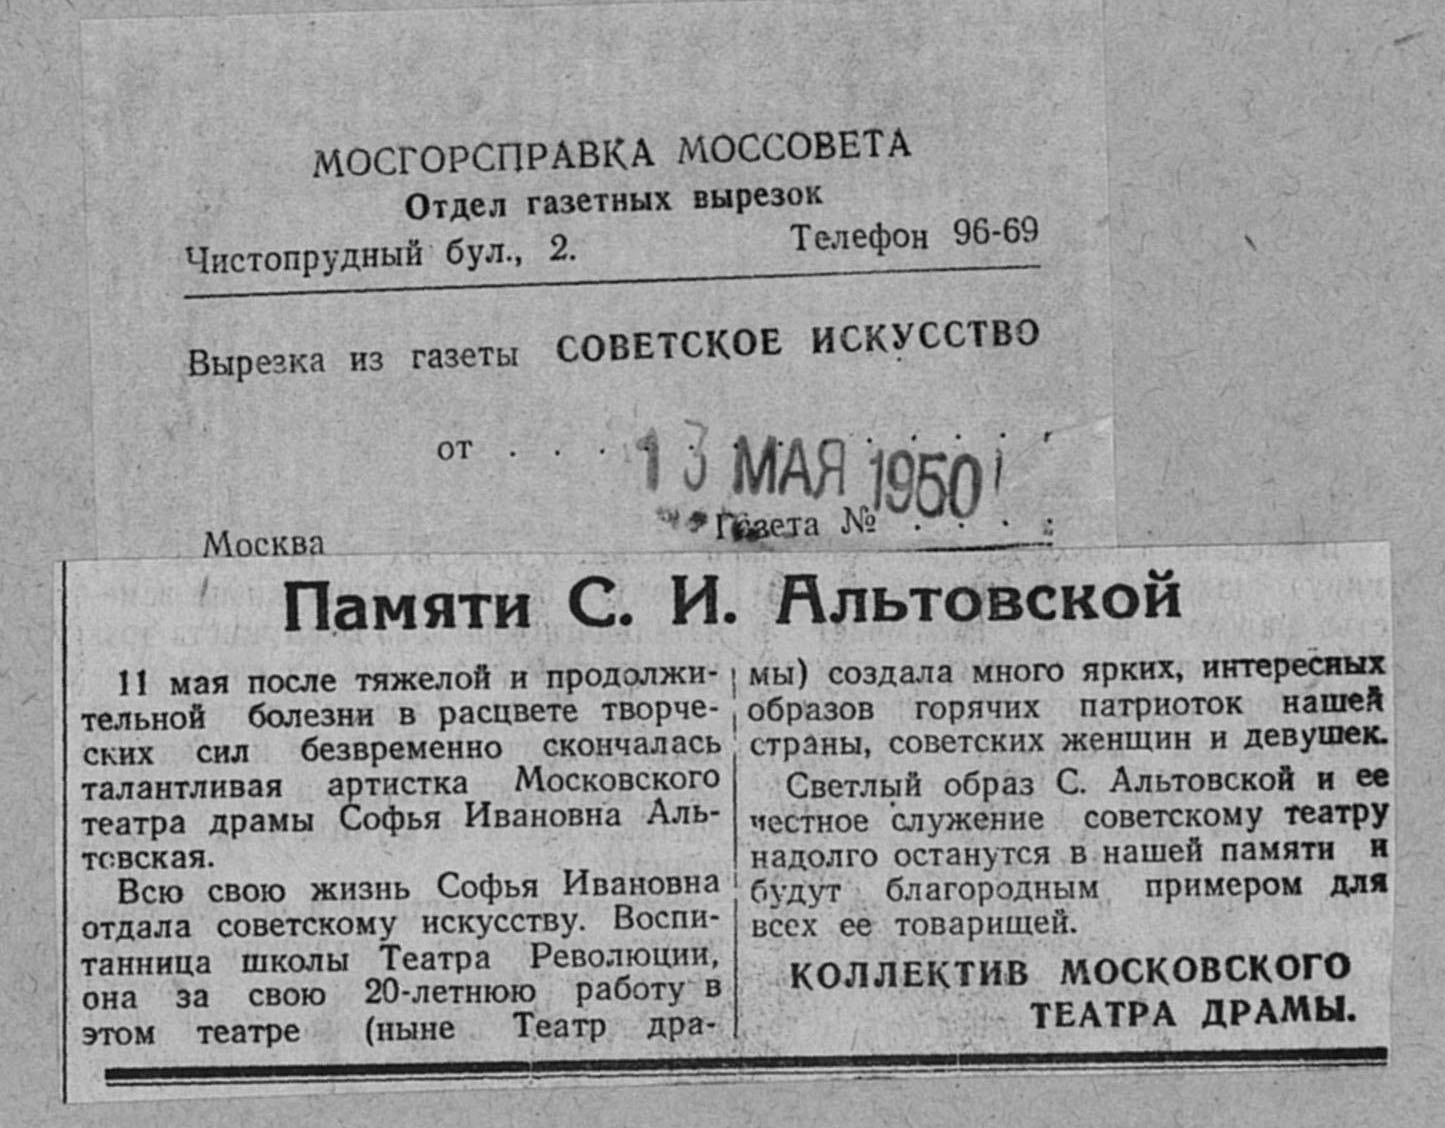 МОСГОРСПРАВКА МОССОВЕТА
Отдел газетных вырезок
Чистопрудный бул., 2. Телефон 96-69
Вырезка из газеты СОВЕТСКОЕ ИСКУССТВО
от . . . 13 МАЯ 1950
Москва Газета № . . .
Памяти С. И. Альтовской
11 мая после тяжелой и продолжи-
тельной болезни в расцвете творче-
ских сил безвременно скончалась
талантливая артистка Московского
театра драмы Софья Ивановна Аль-
товская.
Всю свою жизнь Софья Ивановна
отдала советскому искусству. Воспи-
танница школы Театра Революции,
она за свою 20-летнюю работу в
этом театре (ныне Театр дра-
мы) создала много ярких, интересных
образов горячих патриоток нашей
страны, советских женщин и девушек.
Светлый образ С. Альтовской и ее
честное служение советскому театру
надолго останутся в нашей памяти и
будут благородным примером для
всех ее товарищей.
КОЛЛЕКТИВ МОСКОВСКОГО
ТЕАТРА ДРАМЫ.